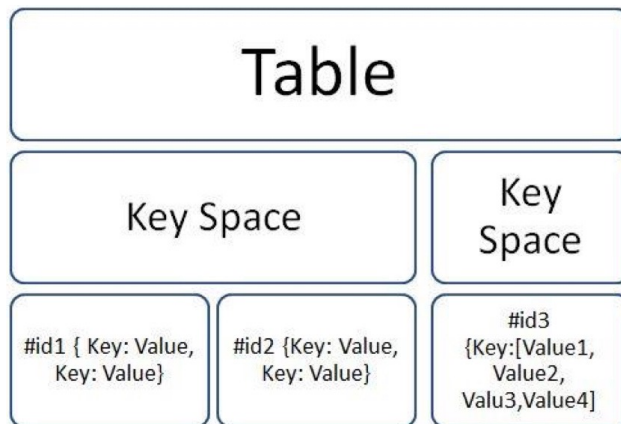 Table
Key Space
Key
Space
#id1 { Key: Value,
Key: Value}
#id2 {Key: Value,
Key: Value}
#id3
{Key:[Value1,
Value2,
Valu3,Value4]